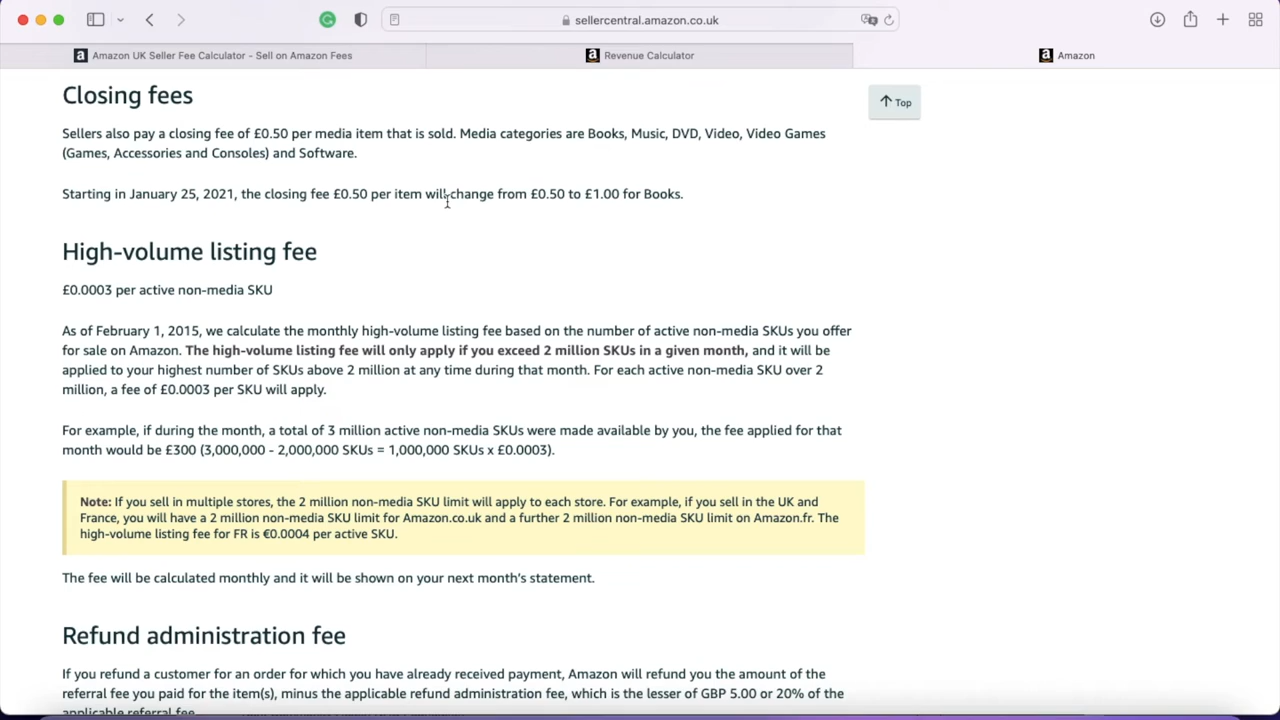 sellercentral.amazon.co.uk
Amazon UK Seller Fee Calculator - Sell on Amazon Fees
Revenue Calculator
Amazon
Closing fees
Top
Sellers also pay a closing fee of £0.50 per media item that is sold. Media categories are Books, Music, DVD, Video, Video Games
(Games, Accessories and Consoles) and Software.
Starting in January 25, 2021, the closing fee £0.50 per item will change from £0.50 to £1.00 for Books.
High-volume listing fee
£0.0003 per active non-media SKU
As of February 1, 2015, we calculate the monthly high-volume listing fee based on the number of active non-media SKUs you offer
for sale on Amazon. The high-volume listing fee will only apply if you exceed 2 million SKUs in a given month, and it will be
applied to your highest number of SKUs above 2 million at any time during that month. For each active non-media SKU over 2
million, a fee of £0.0003 per SKU will apply.
For example, if during the month, a total of 3 million active non-media SKUs were made available by you, the fee applied for that
month would be £300 (3,000,000 - 2,000,000 SKUs = 1,000,000 SKUs x £0.0003).
Note: If you sell in multiple stores, the 2 million non-media SKU limit will apply to each store. For example, if you sell in the UK and
France, you will have a 2 million non-media SKU limit for Amazon.co.uk and a further 2 million non-media SKU limit on Amazon.fr. The
high-volume listing fee for FR is €0.0004 per active SKU.
The fee will be calculated monthly and it will be shown on your next month's statement.
Refund administration fee
If you refund a customer for an order for which you have already received payment, Amazon will refund you the amount of the
referral fee you paid for the item(s), minus the applicable refund administration fee, which is the lesser of GBP 5.00 or 20% of the
applicable referral fee